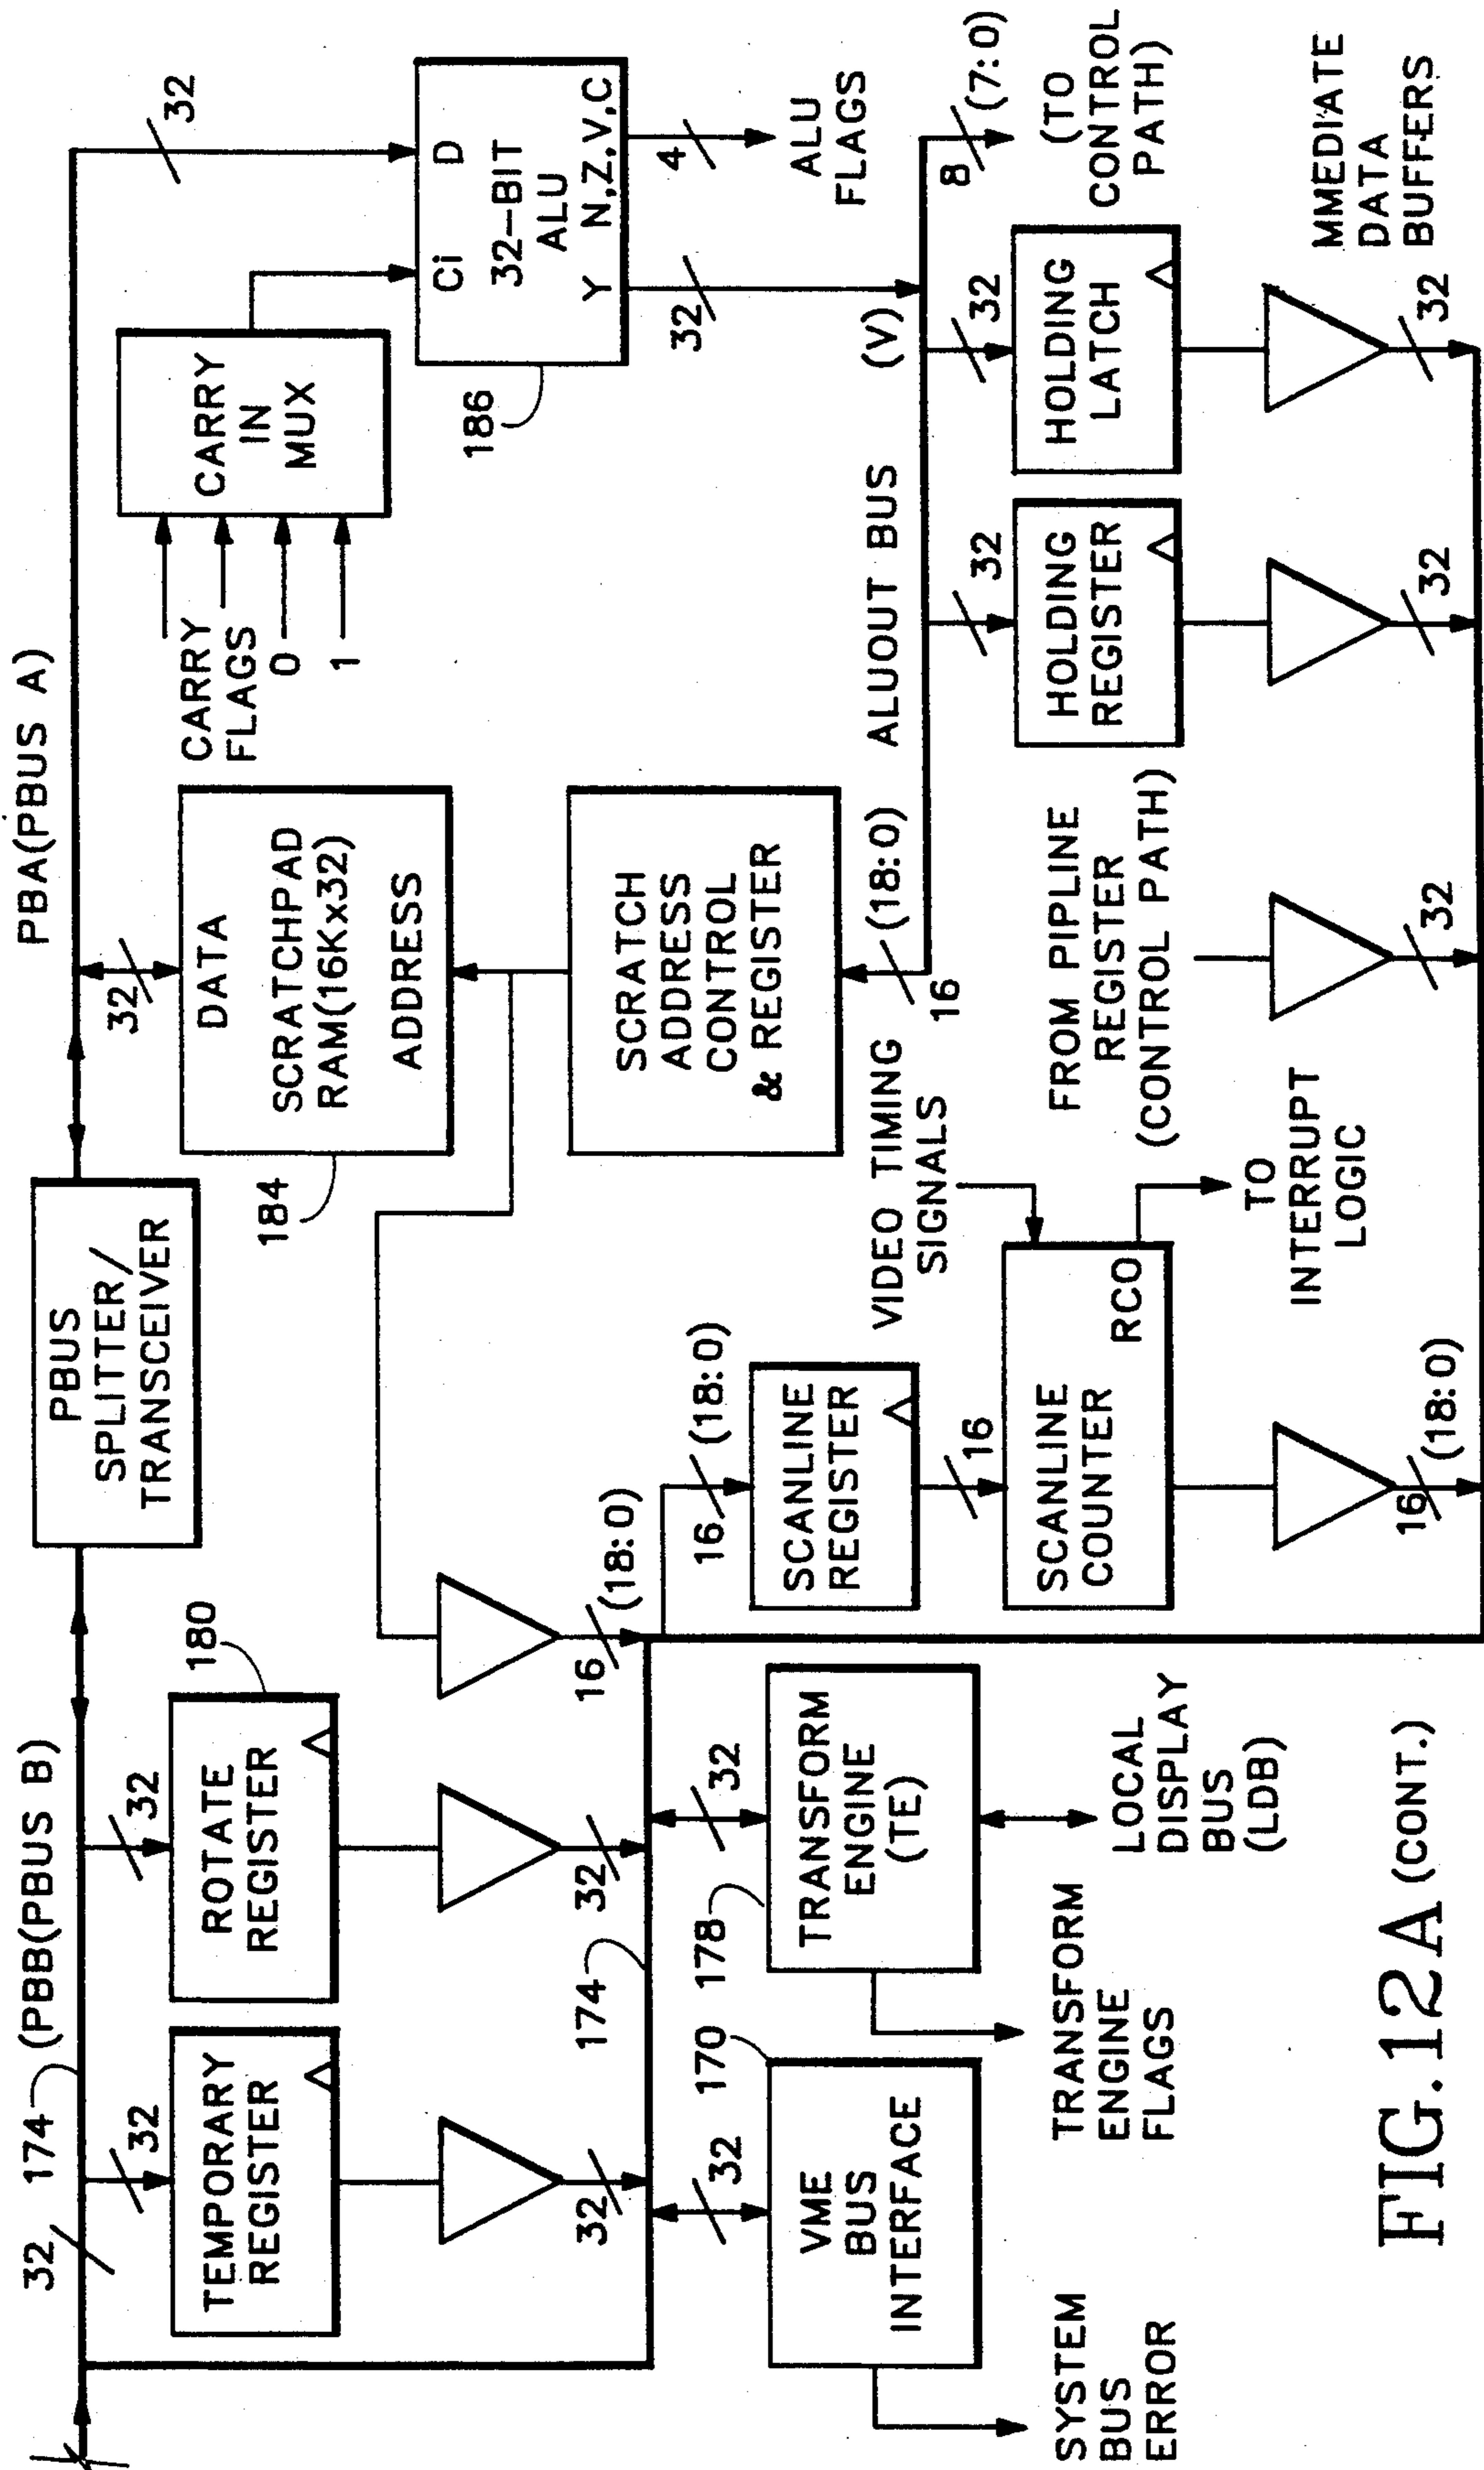 32
174
(PBB(PBUS B)
PBUS
SPLITTER/
TRANSCEIVER
PBA(PBUS A)
32
TEMPORARY
REGISTER
32
32
ROTATE
REGISTER
180
32
16
(18:0)
32
DATA
SCRATCHPAD
RAM(16Kx32)
ADDRESS
184
SCRATCH
ADDRESS
CONTROL
& REGISTER
16
(18:0)
CARRY
FLAGS
0
1
CARRY
IN
MUX
32
Ci
D
32-BIT
ALU
Y
N,Z,V,C
186
32
4
ALU
FLAGS
174
32
VME
BUS
INTERFACE
170
SYSTEM
BUS
ERROR
32
TRANSFORM
ENGINE
(TE)
178
TRANSFORM
ENGINE
FLAGS
LOCAL
DISPLAY
BUS
(LDB)
16
(18:0)
SCANLINE
REGISTER
16
VIDEO TIMING
SIGNALS
SCANLINE
COUNTER
RCO
TO
INTERRUPT
LOGIC
16
(18:0)
ALUOUT BUS
(V)
32
HOLDING
REGISTER
32
HOLDING
LATCH
8
(7:0)
(TO
CONTROL
PATH)
FROM PIPLINE
REGISTER
(CONTROL PATH)
32
32
32
MMEDIATE
DATA
BUFFERS
FIG.12A (CONT.)